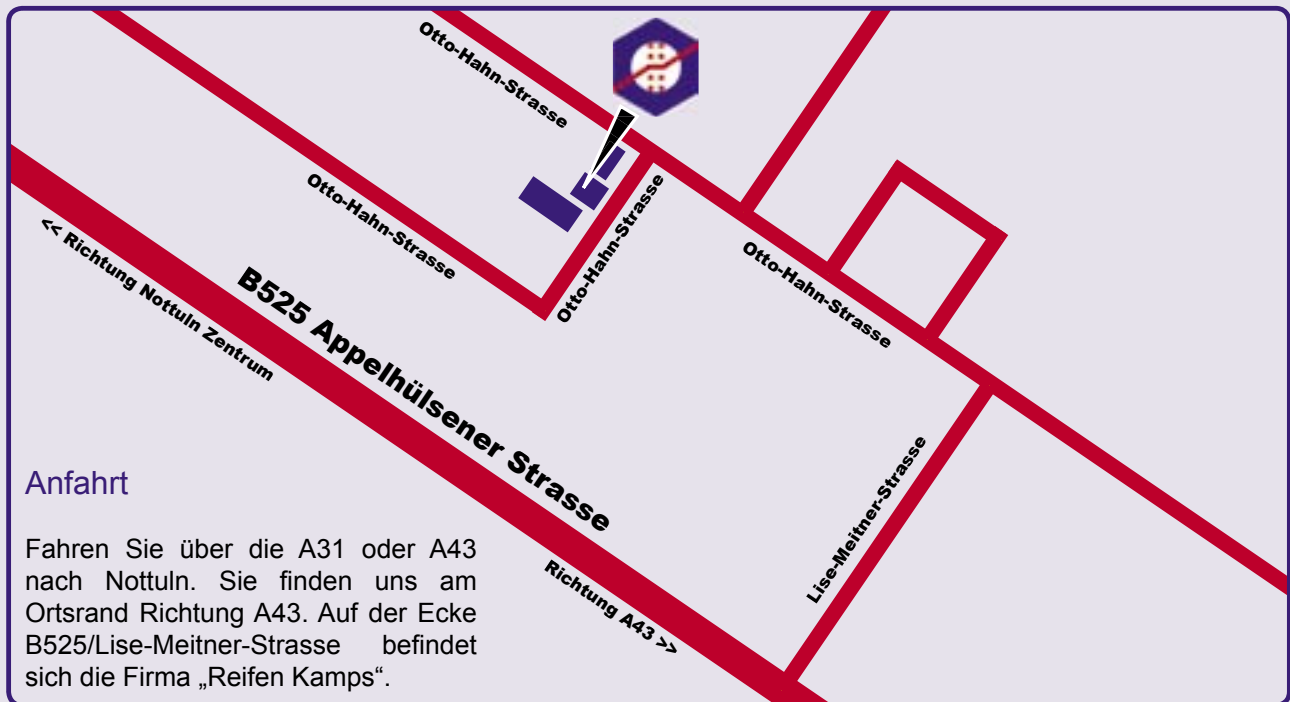 Otto-Hahn-Strasse
Otto-Hahn-Strasse
Otto-Hahn-Strasse
Otto-Hahn-Strasse
<< Richtung Nottuln Zentrum
B525 Appelhülsener Strasse
Richtung A43 >>
Lise-Meitner-Strasse
Anfahrt
Fahren Sie über die A31 oder A43
nach Nottuln. Sie finden uns am
Ortsrand Richtung A43. Auf der Ecke
B525/Lise-Meitner-Strasse befindet
sich die Firma „Reifen Kamps“.